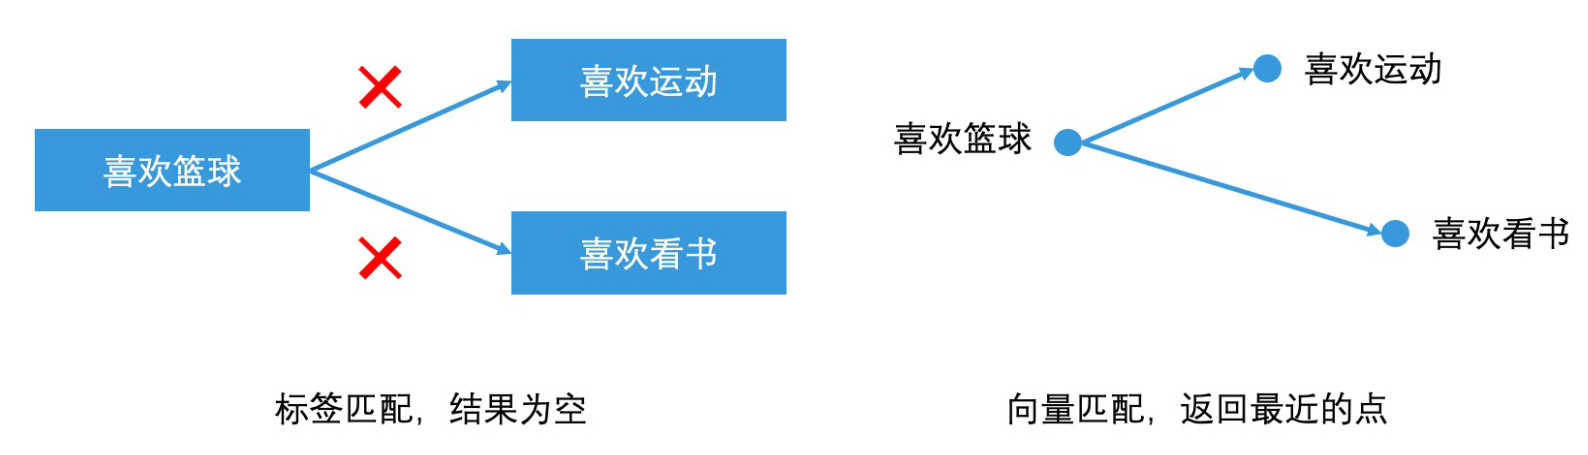 喜欢篮球
喜欢运动
喜欢看书
标签匹配，结果为空
喜欢篮球
喜欢运动
喜欢看书
向量匹配，返回最近的点